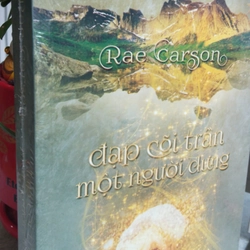 Rae Carson
đạp cõi trần
một người dưng